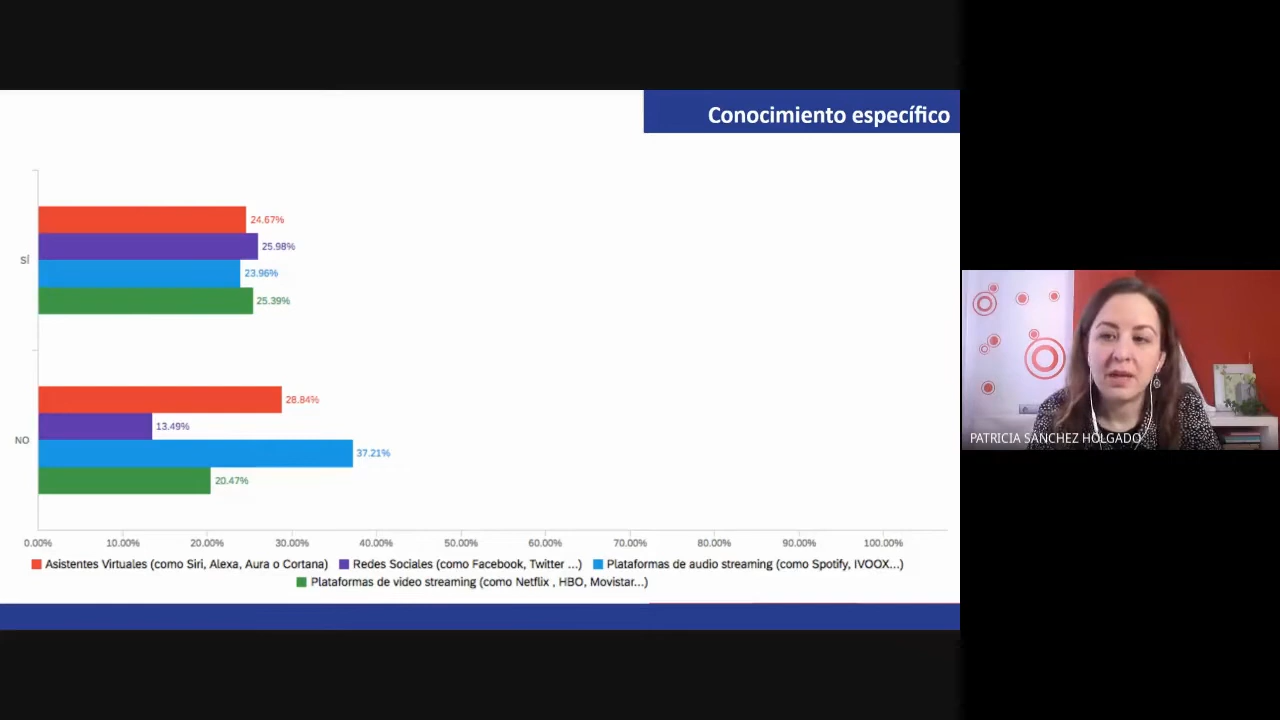 Conocimiento específico
SÍ
24.67%
25.98%
23.96%
25.39%
NO
28.84%
13.49%
37.21%
20.47%
0.00% 10.00% 20.00% 30.00% 40.00% 50.00% 60.00% 70.00% 80.00% 90.00% 100.00%
Asistentes Virtuales (como Siri, Alexa, Aura o Cortana) Redes Sociales (como Facebook, Twitter ...) Plataformas de audio streaming (como Spotify, IVOOX...)
Plataformas de video streaming (como Netflix , HBO, Movistar...)
PATRICIA SÁNCHEZ HOLGADO